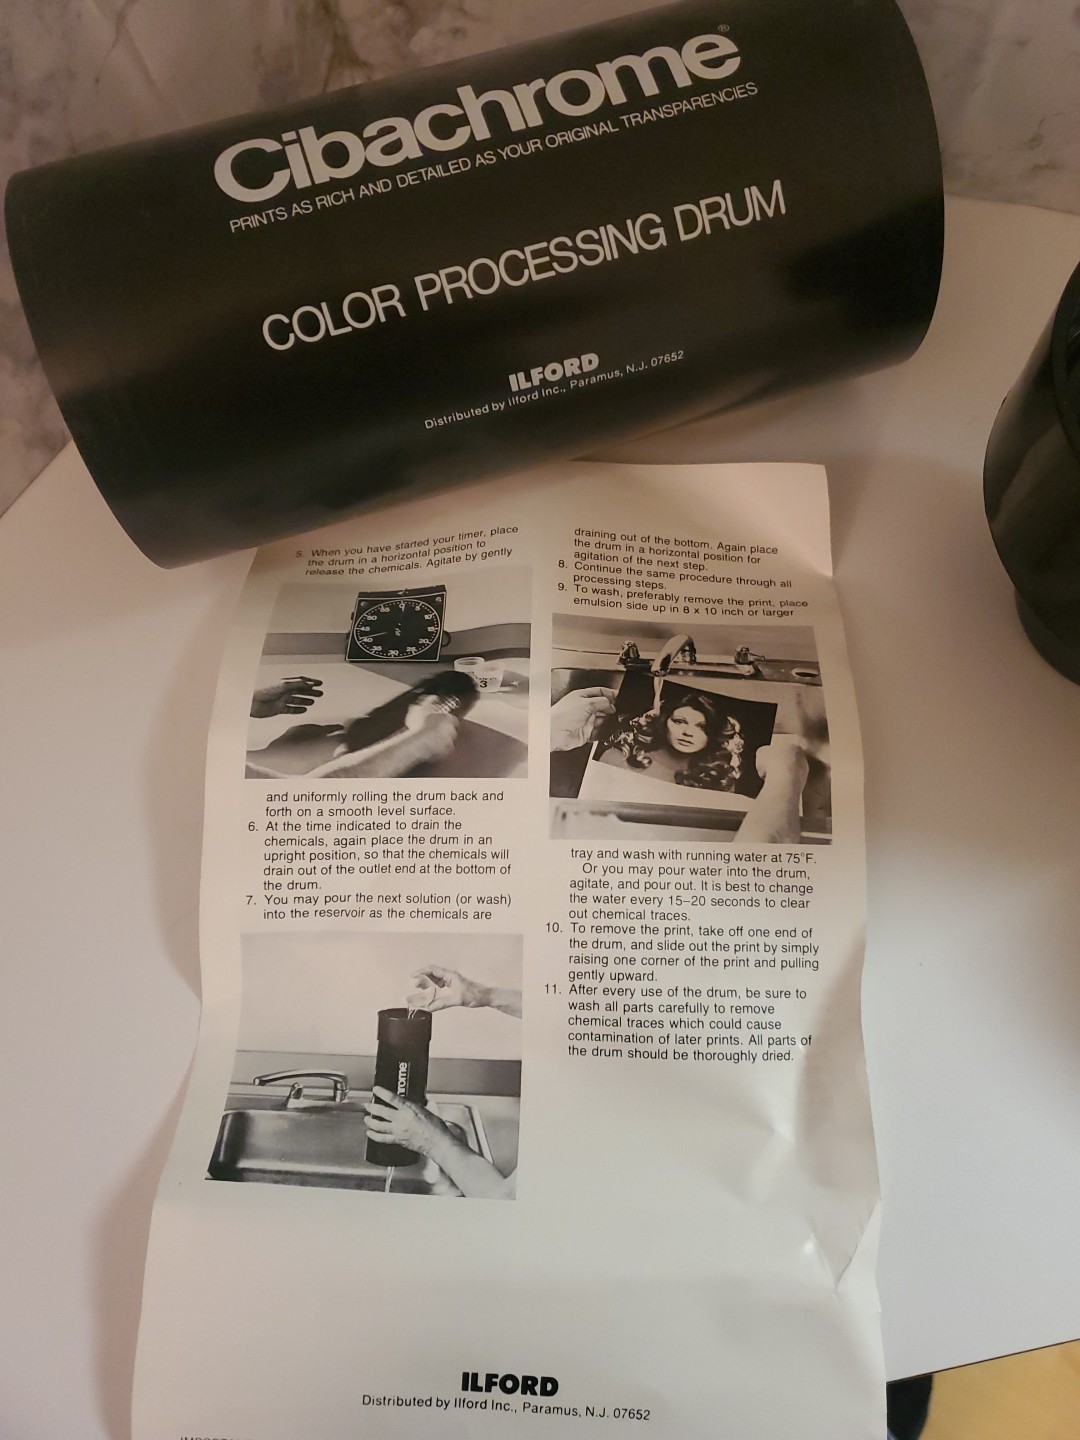 Cibachrome®
PRINTS AS RICH AND DETAILED AS YOUR ORIGINAL TRANSPARENCIES
COLOR PROCESSING DRUM
ILFORD
Distributed by Ilford Inc., Paramus, N.J. 07652
5. When you have started your timer, place
the drum in a horizontal position to
release the chemicals. Agitate by gently
and uniformly rolling the drum back and
forth on a smooth level surface.
6. At the time indicated to drain the
chemicals, again place the drum in an
upright position, so that the chemicals will
drain out of the outlet end at the bottom of
the drum.
7. You may pour the next solution (or wash)
into the reservoir as the chemicals are
rome
draining out of the bottom. Again place
the drum in a horizontal position for
agitation of the next step.
8. Continue the same procedure through all
processing steps.
9. To wash, preferably remove the print, place
emulsion side up in 8 x 10 inch or larger
tray and wash with running water at 75°F.
Or you may pour water into the drum,
agitate, and pour out. It is best to change
the water every 15–20 seconds to clear
out chemical traces.
10. To remove the print, take off one end of
the drum, and slide out the print by simply
raising one corner of the print and pulling
gently upward.
11. After every use of the drum, be sure to
wash all parts carefully to remove
chemical traces which could cause
contamination of later prints. All parts of
the drum should be thoroughly dried.
ILFORD
Distributed by Ilford Inc., Paramus, N.J. 07652